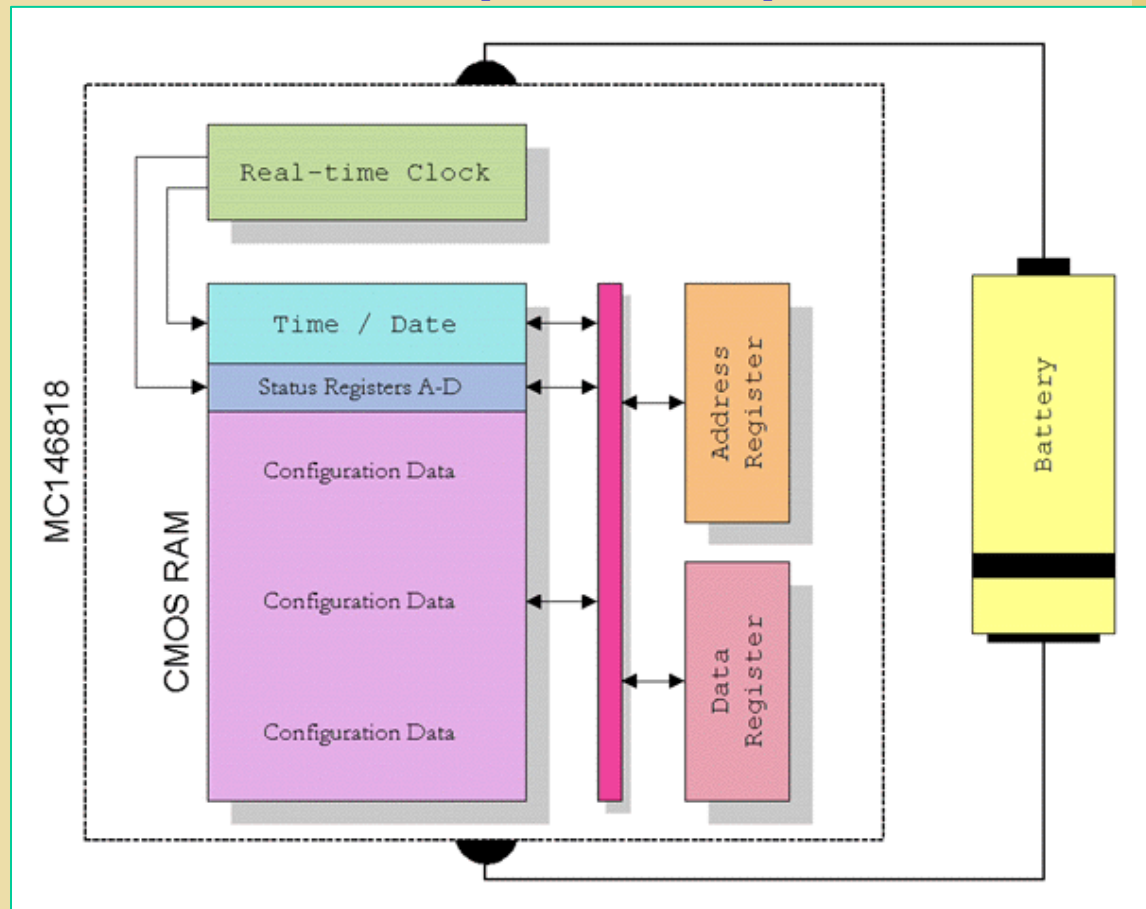 Real-time Clock
Time / Date
Status Registers A-D
Configuration Data
Configuration Data
Configuration Data
CMOS RAM
MC146818
Address
Register
Data
Register
Battery